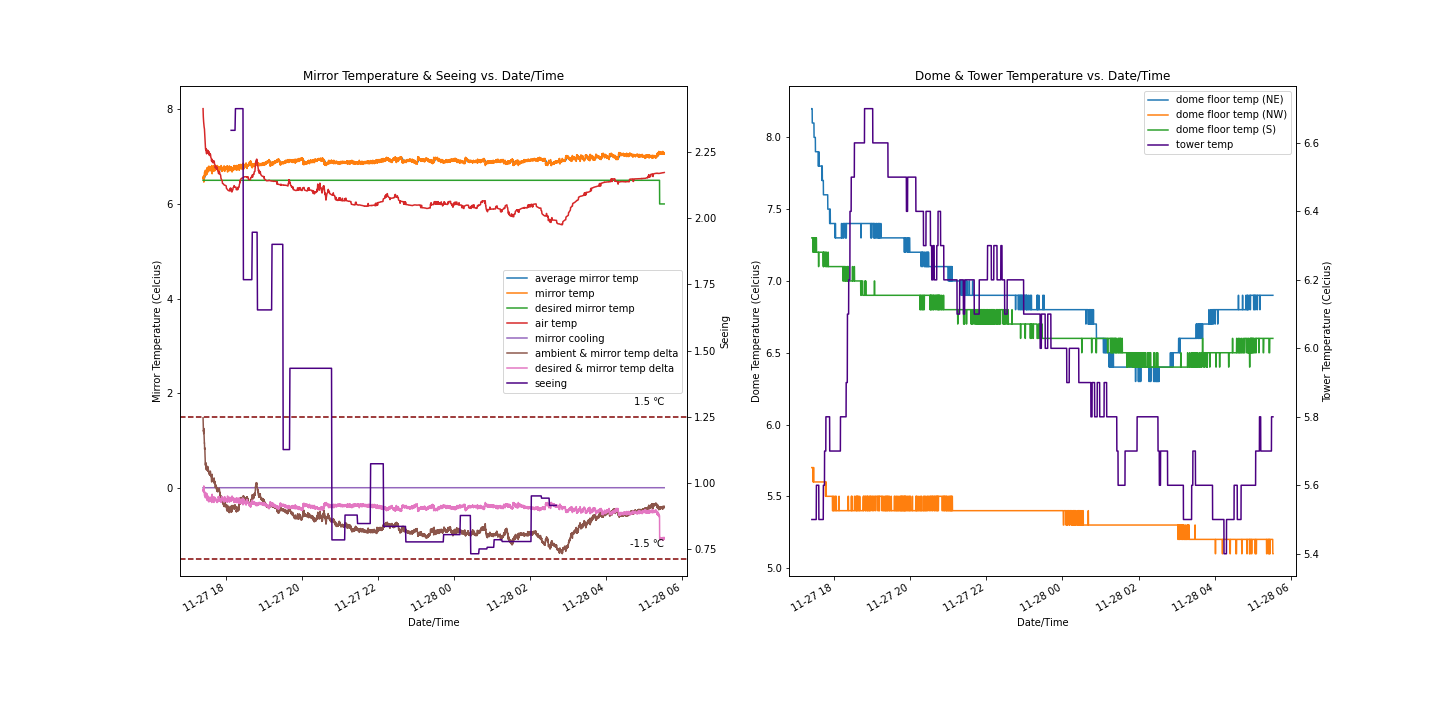 Mirror Temperature & Seeing vs. Date/Time
8
6
4
2
0
Mirror Temperature (Celcius)
2.25
2.00
1.75
1.50
1.25
1.00
0.75
Seeing
average mirror temp
mirror temp
desired mirror temp
air temp
mirror cooling
ambient & mirror temp delta
desired & mirror temp delta
seeing
1.5 °C
-1.5 °C
11-27 18
11-27 20
11-27 22
11-28 00
11-28 02
11-28 04
11-28 06
Date/Time
Dome & Tower Temperature vs. Date/Time
8.0
7.5
7.0
6.5
6.0
5.5
5.0
Dome Temperature (Celcius)
dome floor temp (NE)
dome floor temp (NW)
dome floor temp (S)
tower temp
6.6
6.4
6.2
6.0
5.8
5.6
5.4
Tower Temperature (Celcius)
11-27 18
11-27 20
11-27 22
11-28 00
11-28 02
11-28 04
11-28 06
Date/Time